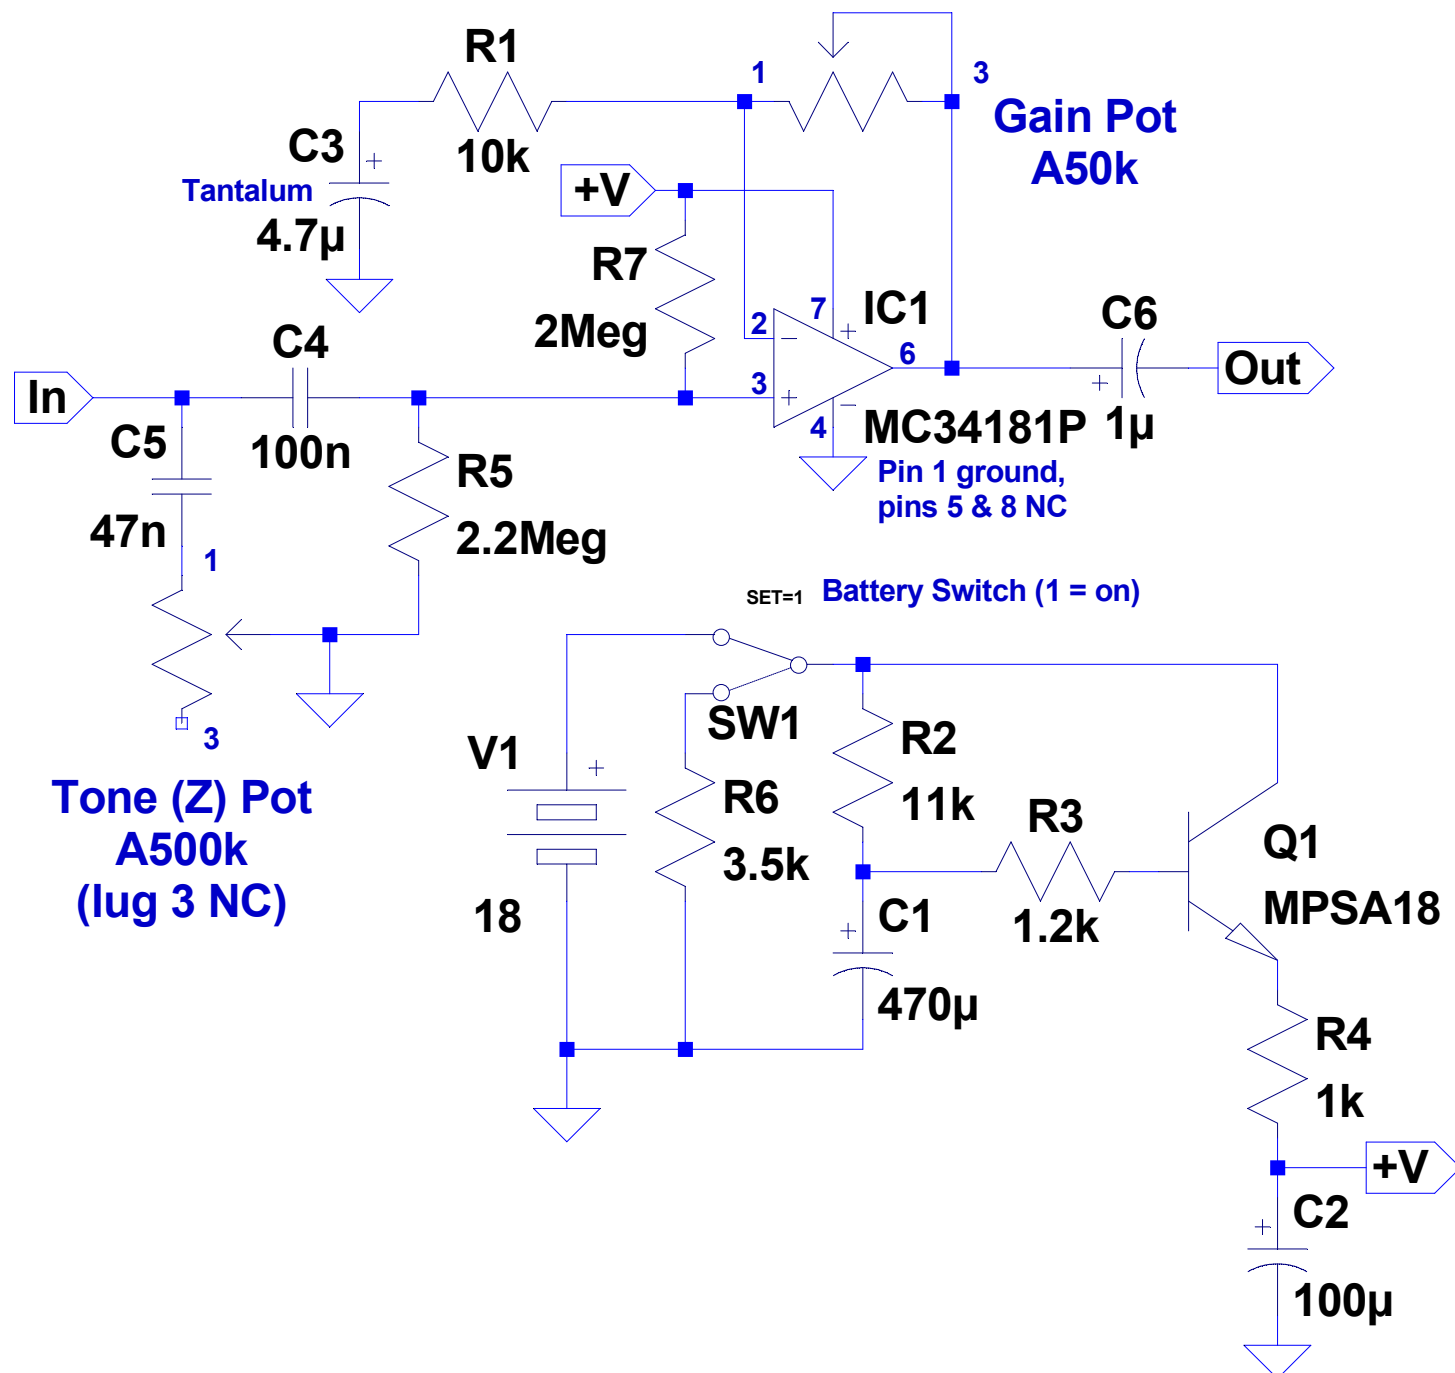 R1
10k
1
3
Gain Pot
A50k
C3
Tantalum
4.7µ
+V
R7
2Meg
2
7
IC1
6
3
4
MC34181P
Pin 1 ground,
pins 5 & 8 NC
C6
1µ
Out
In
C4
100n
C5
47n
R5
2.2Meg
1
3
Tone (Z) Pot
A500k
(lug 3 NC)
SET=1 Battery Switch (1 = on)
SW1
V1
18
R6
3.5k
R2
11k
R3
1.2k
C1
470µ
Q1
MPSA18
R4
1k
+V
C2
100µ